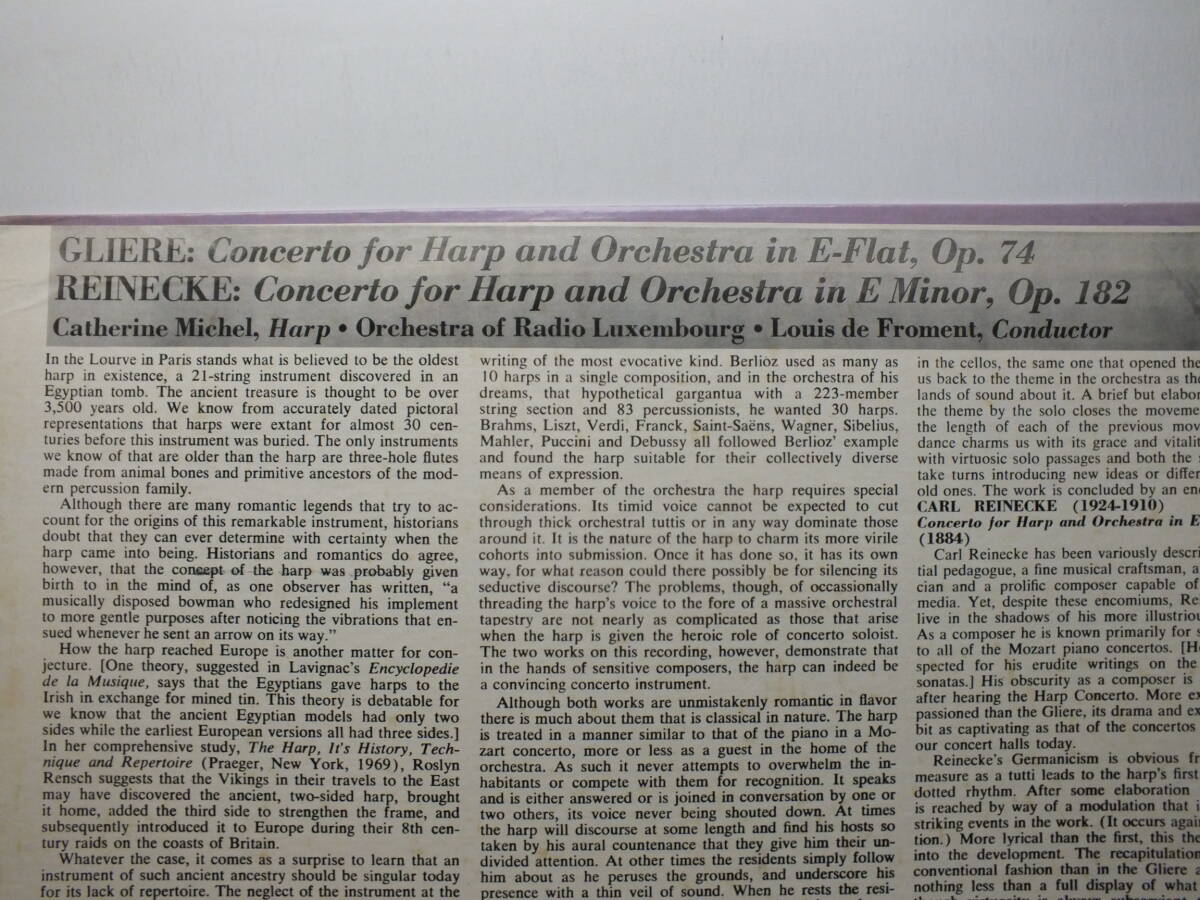 GLIERE: Concerto for Harp and Orchestra in E-Flat, Op. 74
REINECKE: Concerto for Harp and Orchestra in E Minor, Op. 182
Catherine Michel, Harp • Orchestra of Radio Luxembourg • Louis de Froment, Conductor
In the Lourve in Paris stands what is believed to be the oldest
harp in existence, a 21-string instrument discovered in an
Egyptian tomb. The ancient treasure is thought to be over
3,500 years old. We know from accurately dated pictoral
representations that harps were extant for almost 30 cen-
turies before this instrument was buried. The only instruments
we know of that are older than the harp are three-hole flutes
made from animal bones and primitive ancestors of the mod-
ern percussion family.
Although there are many romantic legends that try to ac-
count for the origins of this remarkable instrument, historians
doubt that they can ever determine with certainty when the
harp came into being. Historians and romantics do agree,
however, that the concept of the harp was probably given
birth to in the mind of, as one observer has written, “a
musically disposed bowman who redesigned his implement
to more gentle purposes after noticing the vibrations that en-
sued whenever he sent an arrow on its way.”
How the harp reached Europe is another matter for con-
jecture. [One theory, suggested in Lavignac’s Encyclopedie
de la Musique, says that the Egyptians gave harps to the
Irish in exchange for mined tin. This theory is debatable for
we know that the ancient Egyptian models had only two
sides while the earliest European versions all had three sides.]
In her comprehensive study, The Harp, It’s History, Tech-
nique and Repertoire (Praeger, New York, 1969), Roslyn
Rensch suggests that the Vikings in their travels to the East
may have discovered the ancient, two-sided harp, brought
it home, added the third side to strengthen the frame, and
subsequently introduced it to Europe during their 8th cen-
tury raids on the coasts of Britain.
Whatever the case, it comes as a surprise to learn that an
instrument of such ancient ancestry should be singular today
for its lack of repertoire. The neglect of the instrument at the
writing of the most evocative kind. Berlioz used as many as
10 harps in a single composition, and in the orchestra of his
dreams, that hypothetical gargantua with a 223-member
string section and 83 percussionists, he wanted 30 harps.
Brahms, Liszt, Verdi, Franck, Saint-Saëns, Wagner, Sibelius,
Mahler, Puccini and Debussy all followed Berlioz’ example
and found the harp suitable for their collectively diverse
means of expression.
As a member of the orchestra the harp requires special
considerations. Its timid voice cannot be expected to cut
through thick orchestral tuttis or in any way dominate those
around it. It is the nature of the harp to charm its more virile
cohorts into submission. Once it has done so, it has its own
way, for what reason could there possibly be for silencing its
seductive discourse? The problems, though, of occassionally
threading the harp’s voice to the fore of a massive orchestral
tapestry are not nearly as complicated as those that arise
when the harp is given the heroic role of concerto soloist.
The two works on this recording, however, demonstrate that
in the hands of sensitive composers, the harp can indeed be
a convincing concerto instrument.
Although both works are unmistakenly romantic in flavor
there is much about them that is classical in nature. The harp
is treated in a manner similar to that of the piano in a Mo-
zart concerto, more or less as a guest in the home of the
orchestra. As such it never attempts to overwhelm the in-
habitants or compete with them for recognition. It speaks
and is either answered or is joined in conversation by one or
two others, its voice never being shouted down. At times
the harp will discourse at some length and find his hosts so
taken by his aural countenance that they give him their un-
divided attention. At other times the residents simply follow
him about as he peruses the grounds, and underscore his
presence with a thin veil of sound. When he rests the resi-
in the cellos, the same one that opened the
us back to the theme in the orchestra as the
lands of sound about it. A brief but elabor
the theme by the solo closes the moveme
the length of each of the previous mov
dance charms us with its grace and vitalit
with virtuosic solo passages and both the
take turns introducing new ideas or differ
old ones. The work is concluded by an en
CARL REINECKE (1924-1910)
Concerto for Harp and Orchestra in E
(1884)
Carl Reinecke has been variously descri
tial pedagogue, a fine musical craftsman, a
cian and a prolific composer capable of
media. Yet, despite these encomiums, Re
live in the shadows of his more illustriou
As a composer he is known primarily for s
to all of the Mozart piano concertos. [He
spected for his erudite writings on the
sonatas.] His obscurity as a composer is
after hearing the Harp Concerto. More ex
passioned than the Gliere, its drama and ex
bit as captivating as that of the concertos
our concert halls today.
Reinecke’s Germanicism is obvious fr
measure as a tutti leads to the harp’s first
dotted rhythm. After some elaboration
is reached by way of a modulation that i
striking events in the work. (It occurs agai
tion.) More lyrical than the first, this the
into the development. The recapitulation
conventional fashion than in the Gliere a
nothing less than a full display of what